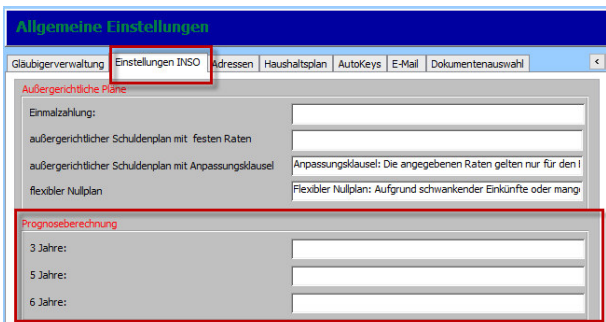 Allgemeine Einstellungen
Gläubigerverwaltung Einstellungen INSO Adressen Haushaltsplan AutoKeys E-Mail Dokumentenauswahl <
Außergerichtliche Pläne
Einmalzahlung:
außergerichtlicher Schuldenplan mit festen Raten
außergerichtlicher Schuldenplan mit Anpassungsklausel Anpassungsklausel: Die angegebenen Raten gelten nur für den
flexibler Nullplan Flexibler Nullplan: Aufgrund schwankender Einkünfte oder mang
Prognoseberechnung
3 Jahre:
5 Jahre:
6 Jahre: